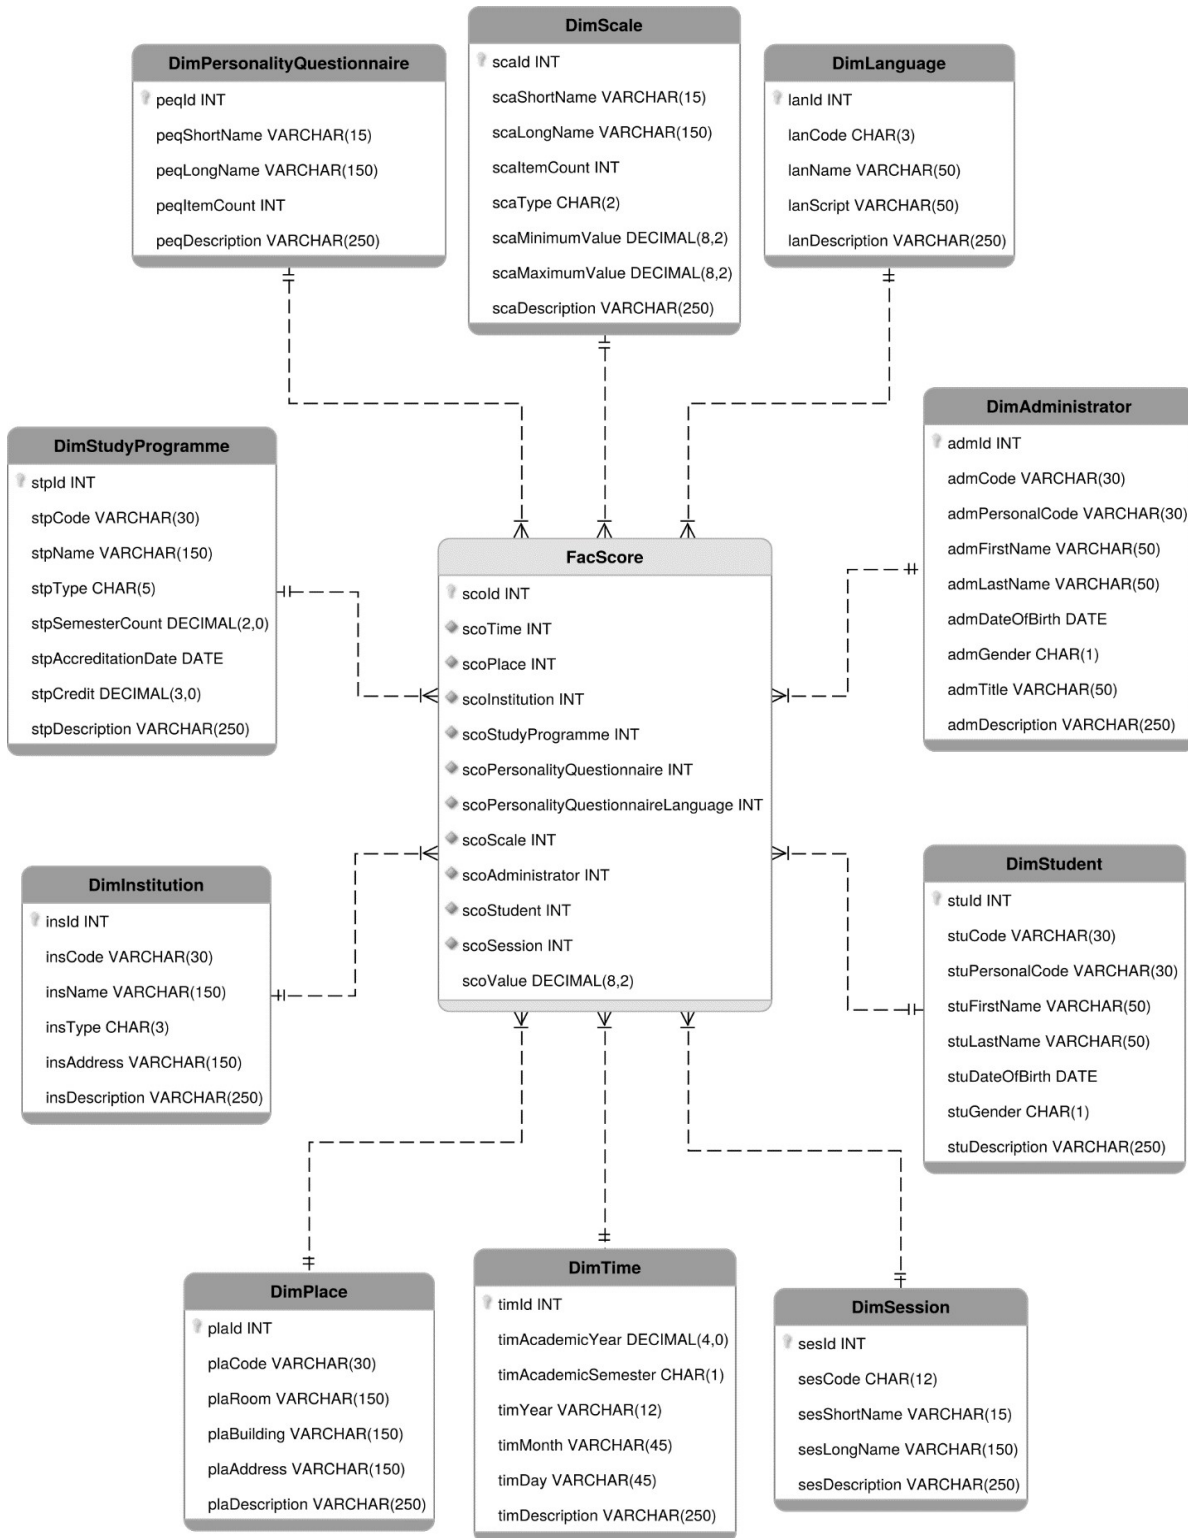 DimPersonalityQuestionnaire
peqId INT
peqShortName VARCHAR(15)
peqLongName VARCHAR(150)
peqItemCount INT
peqDescription VARCHAR(250)
DimScale
scaId INT
scaShortName VARCHAR(15)
scaLongName VARCHAR(150)
scaItemCount INT
scaType CHAR(2)
scaMinimumValue DECIMAL(8,2)
scaMaximumValue DECIMAL(8,2)
scaDescription VARCHAR(250)
DimLanguage
lanId INT
lanCode CHAR(3)
lanName VARCHAR(50)
lanScript VARCHAR(50)
lanDescription VARCHAR(250)
DimStudyProgramme
stpId INT
stpCode VARCHAR(30)
stpName VARCHAR(150)
stpType CHAR(5)
stpSemesterCount DECIMAL(2,0)
stpAccreditationDate DATE
stpCredit DECIMAL(3,0)
stpDescription VARCHAR(250)
FacScore
scoId INT
scoTime INT
scoPlace INT
scoInstitution INT
scoStudyProgramme INT
scoPersonalityQuestionnaire INT
scoPersonalityQuestionnaireLanguage INT
scoScale INT
scoAdministrator INT
scoStudent INT
scoSession INT
scoValue DECIMAL(8,2)
DimAdministrator
admId INT
admCode VARCHAR(30)
admPersonalCode VARCHAR(30)
admFirstName VARCHAR(50)
admLastName VARCHAR(50)
admDateOfBirth DATE
admGender CHAR(1)
admTitle VARCHAR(50)
admDescription VARCHAR(250)
DimInstitution
insId INT
insCode VARCHAR(30)
insName VARCHAR(150)
insType CHAR(3)
insAddress VARCHAR(150)
insDescription VARCHAR(250)
DimStudent
stuId INT
stuCode VARCHAR(30)
stuPersonalCode VARCHAR(30)
stuFirstName VARCHAR(50)
stuLastName VARCHAR(50)
stuDateOfBirth DATE
stuGender CHAR(1)
stuDescription VARCHAR(250)
DimPlace
plaId INT
plaCode VARCHAR(30)
plaRoom VARCHAR(150)
plaBuilding VARCHAR(150)
plaAddress VARCHAR(150)
plaDescription VARCHAR(250)
DimTime
timId INT
timAcademicYear DECIMAL(4,0)
timAcademicSemester CHAR(1)
timYear VARCHAR(12)
timMonth VARCHAR(45)
timDay VARCHAR(45)
timDescription VARCHAR(250)
DimSession
sesId INT
sesCode CHAR(12)
sesShortName VARCHAR(15)
sesLongName VARCHAR(150)
sesDescription VARCHAR(250)